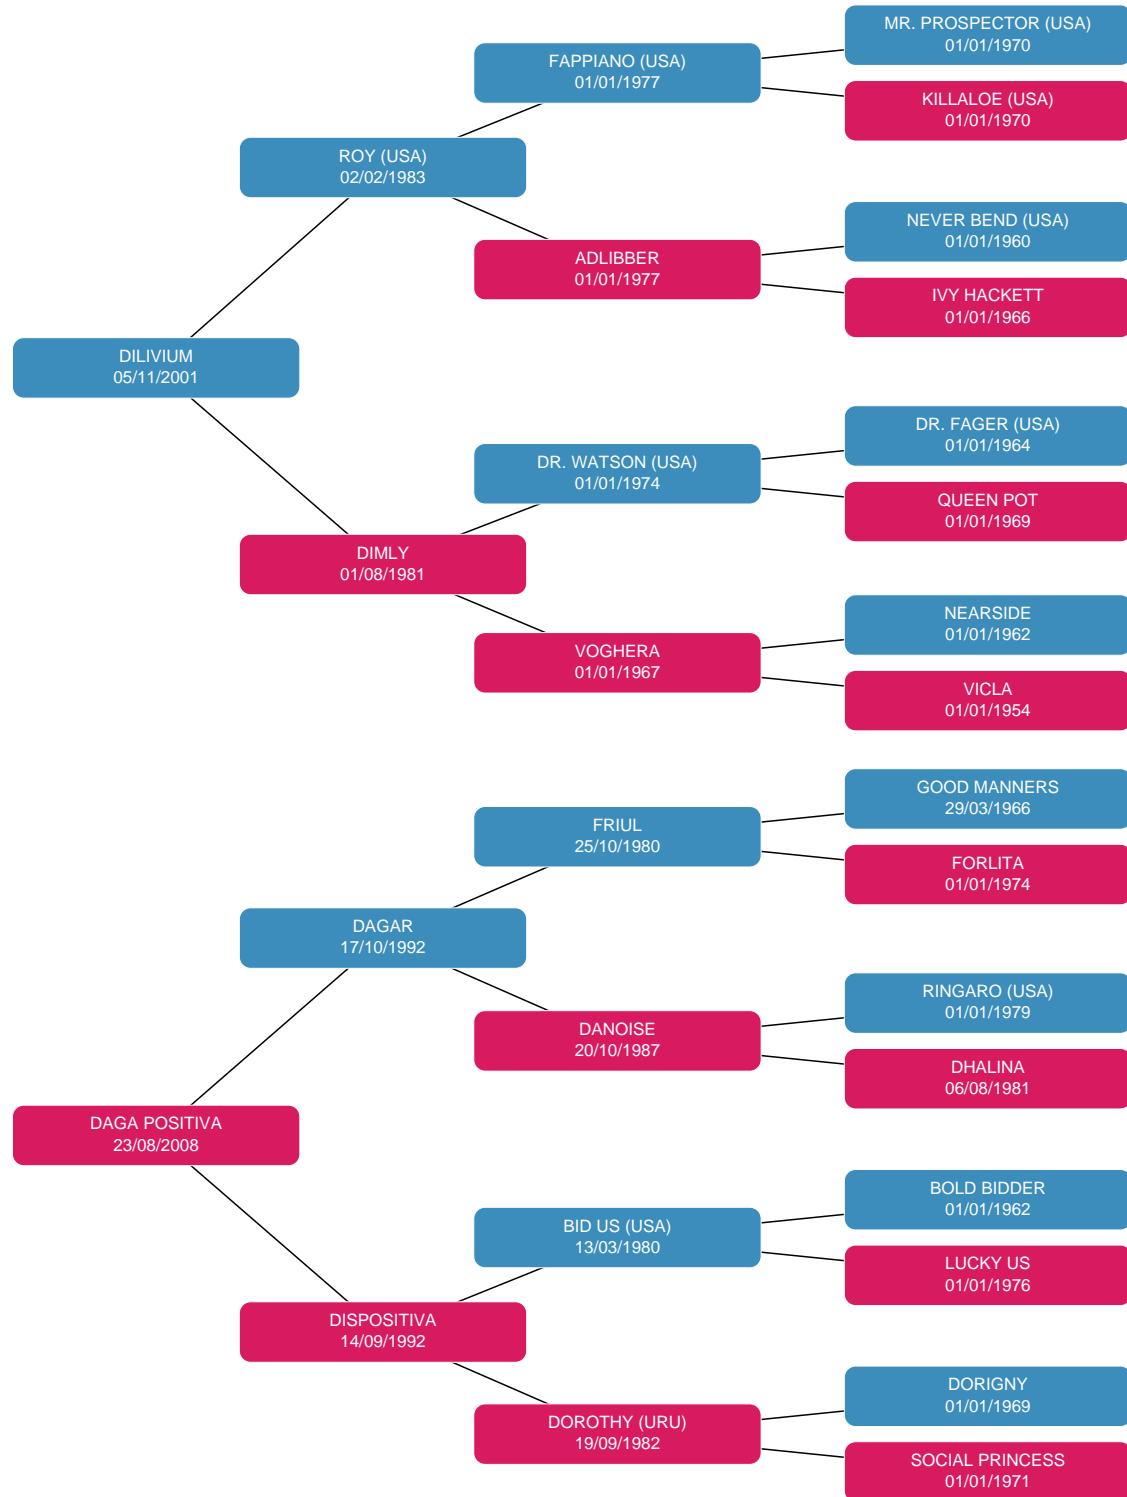 MR. PROSPECTOR (USA)
01/01/1970
FAPPIANO (USA)
01/01/1977
KILLALOE (USA)
01/01/1970
ROY (USA)
02/02/1983
NEVER BEND (USA)
01/01/1960
ADLIBBER
01/01/1977
IVY HACKETT
01/01/1966
DILIVIUM
05/11/2001
DR. FAGER (USA)
01/01/1964
DR. WATSON (USA)
01/01/1974
QUEEN POT
01/01/1969
DIMLY
01/08/1981
NEARSIDE
01/01/1962
VOGHERA
01/01/1967
VICLA
01/01/1954
GOOD MANNERS
29/03/1966
FRIUL
25/10/1980
FORLITA
01/01/1974
DAGAR
17/10/1992
RINGARO (USA)
01/01/1979
DANOISE
20/10/1987
DHALINA
06/08/1981
DAGA POSITIVA
23/08/2008
BOLD BIDDER
01/01/1962
BID US (USA)
13/03/1980
LUCKY US
01/01/1976
DISPOSITIVA
14/09/1992
DORIGNY
01/01/1969
DOROTHY (URU)
19/09/1982
SOCIAL PRINCESS
01/01/1971